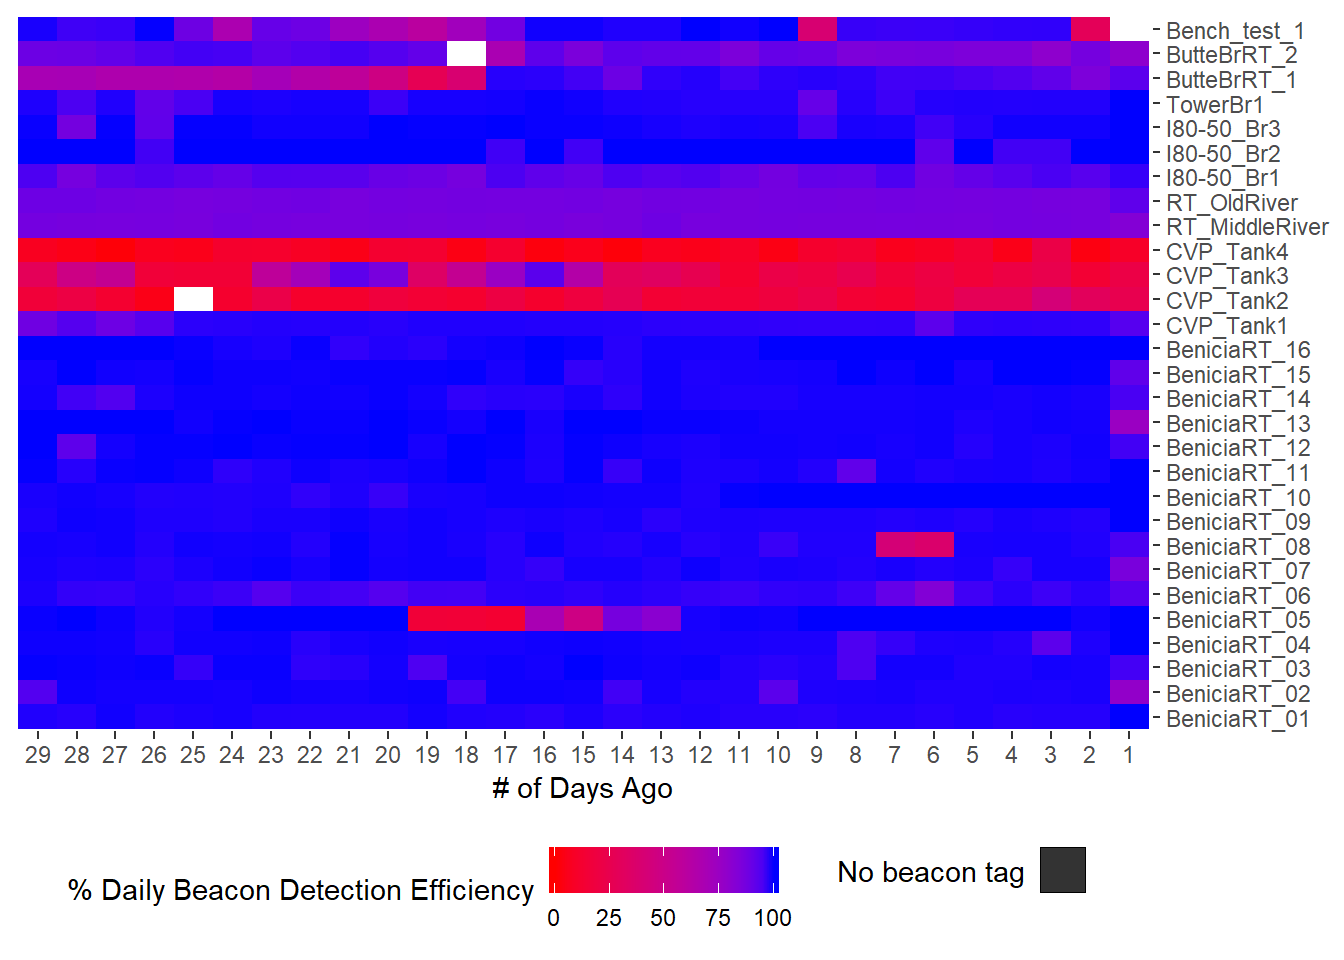 Bench_test_1
ButteBrRT_2
ButteBrRT_1
TowerBr1
I80-50_Br3
I80-50_Br2
I80-50_Br1
RT_OldRiver
RT_MiddleRiver
CVP_Tank4
CVP_Tank3
CVP_Tank2
CVP_Tank1
BeniciaRT_16
BeniciaRT_15
BeniciaRT_14
BeniciaRT_13
BeniciaRT_12
BeniciaRT_11
BeniciaRT_10
BeniciaRT_09
BeniciaRT_08
BeniciaRT_07
BeniciaRT_06
BeniciaRT_05
BeniciaRT_04
BeniciaRT_03
BeniciaRT_02
BeniciaRT_01
29 28 27 26 25 24 23 22 21 20 19 18 17 16 15 14 13 12 11 10 9 8 7 6 5 4 3 2 1
# of Days Ago
% Daily Beacon Detection Efficiency
0 25 50 75 100
No beacon tag